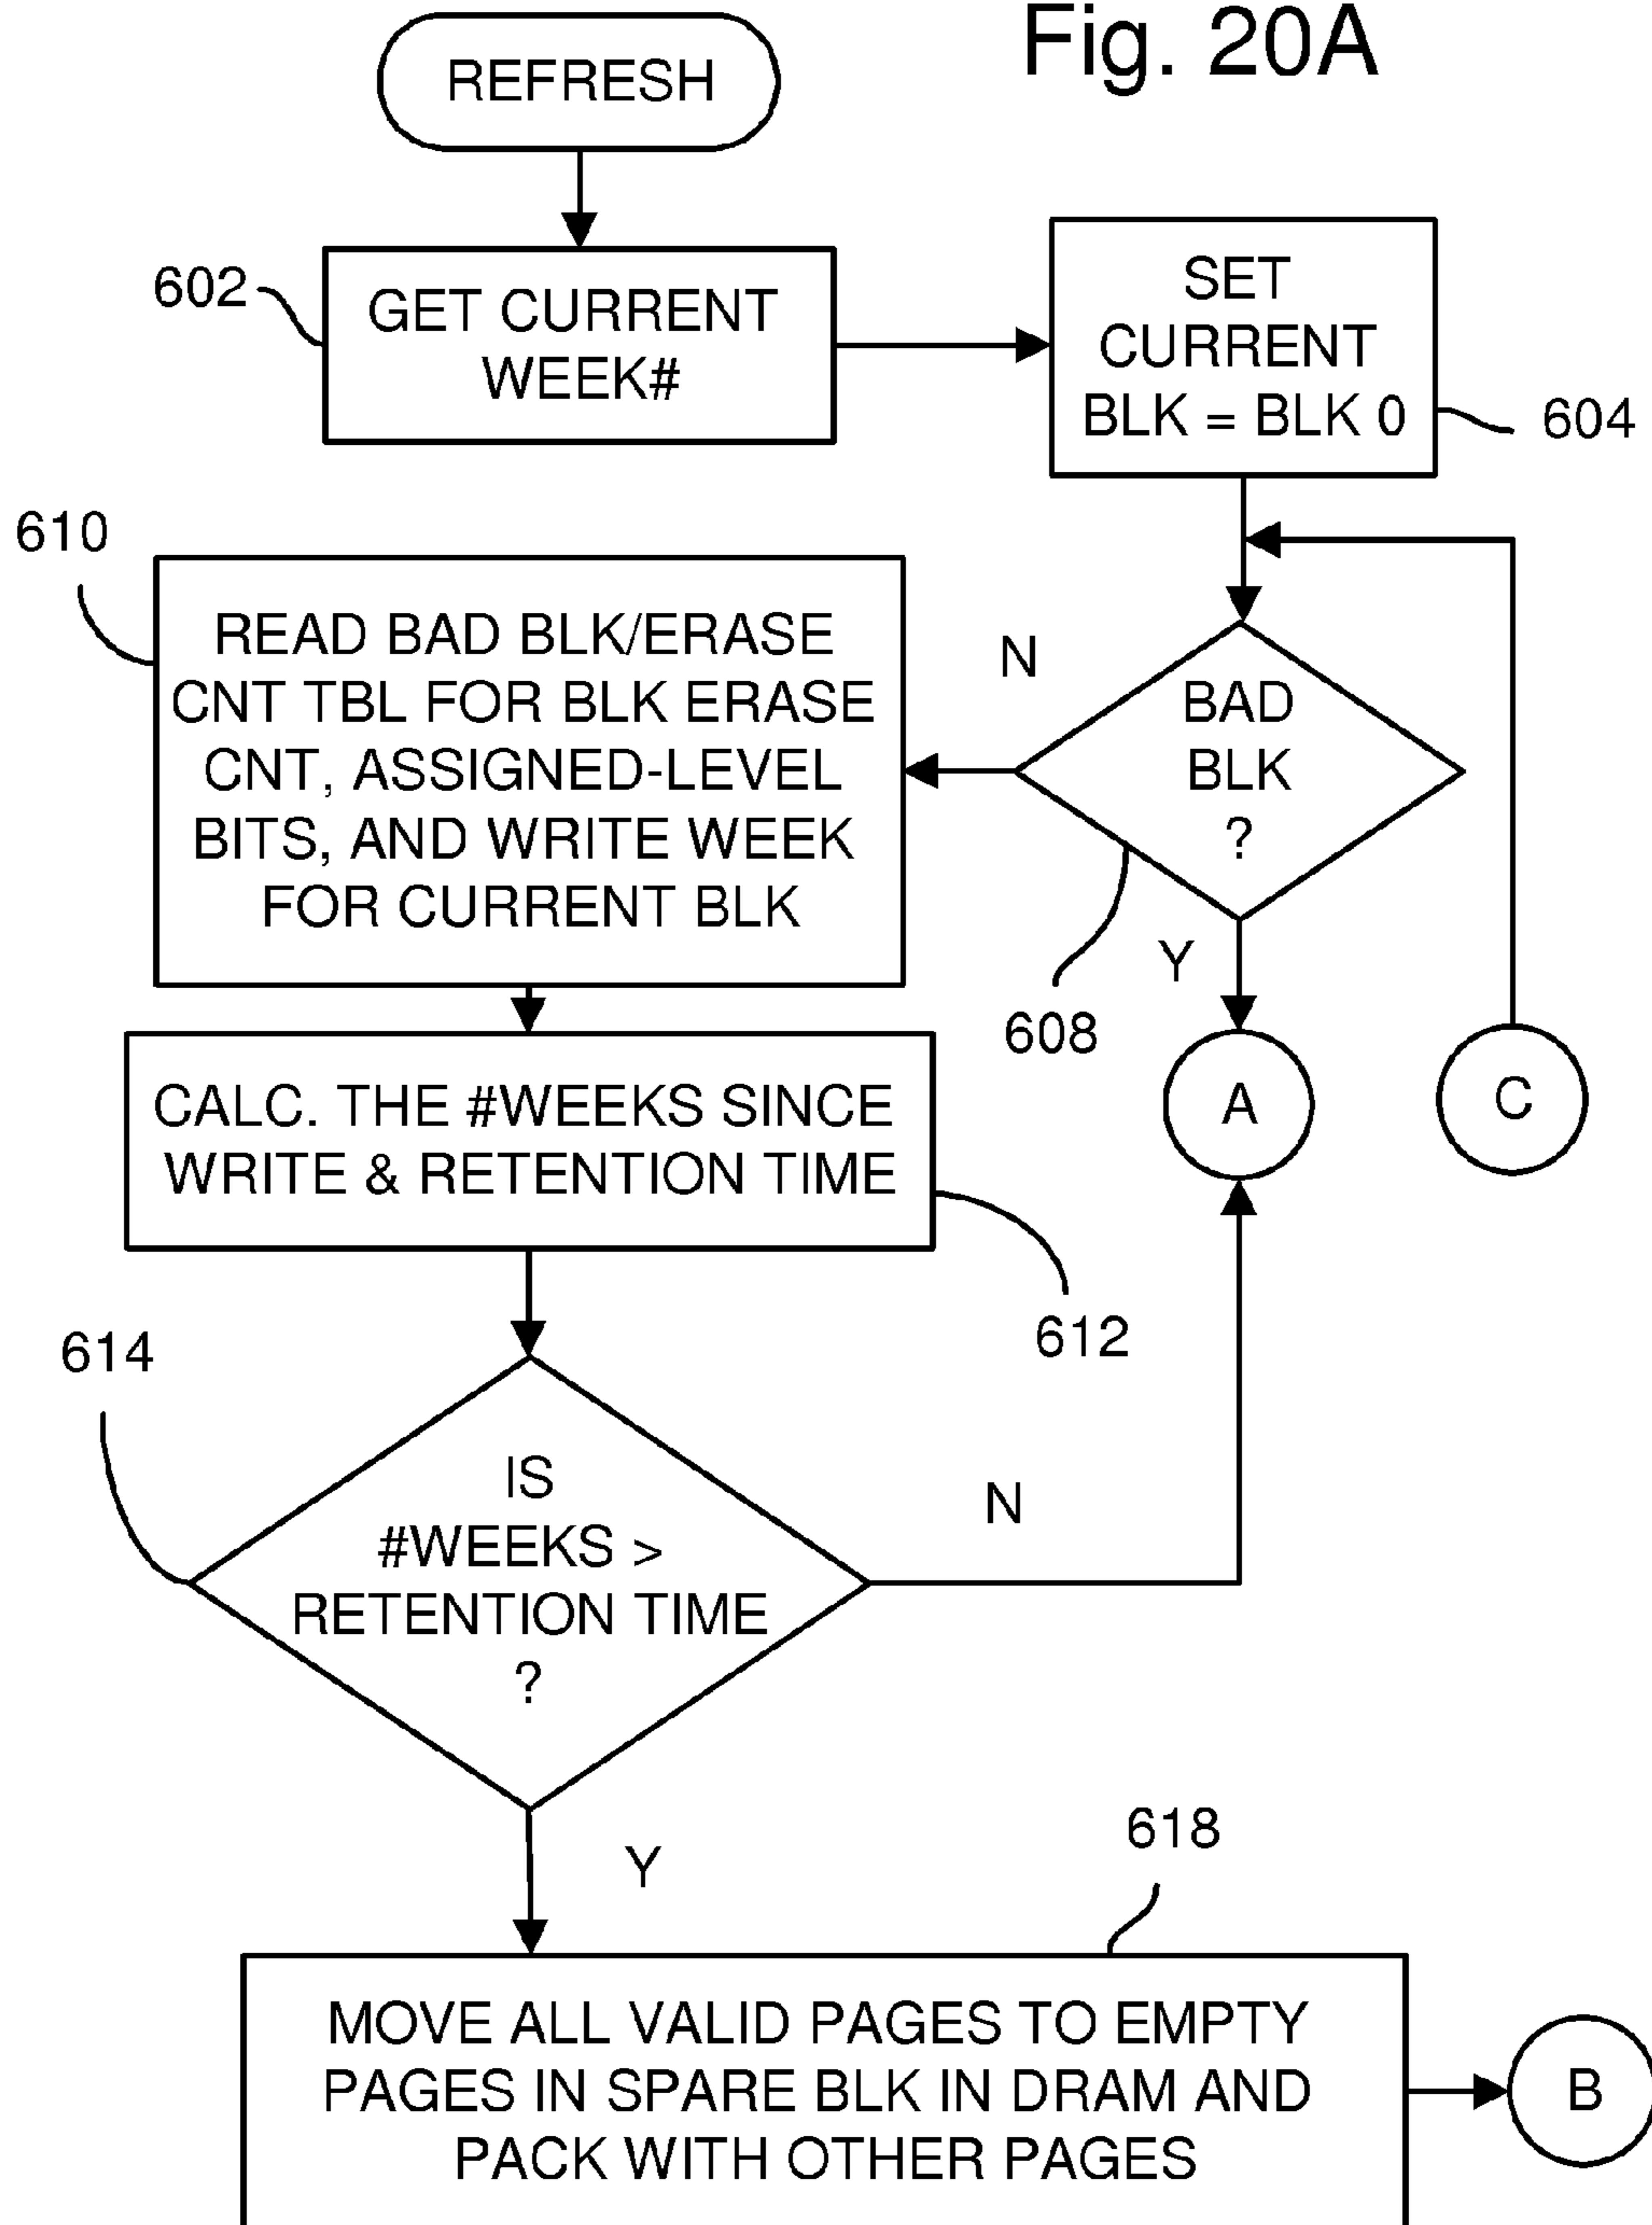 Fig. 20A
REFRESH
602
GET CURRENT
WEEK#
SET
CURRENT
BLK = BLK 0
604
610
READ BAD BLK/ERASE
CNT TBL FOR BLK ERASE
CNT, ASSIGNED-LEVEL
BITS, AND WRITE WEEK
FOR CURRENT BLK
N
BAD
BLK
?
Y
608
A
C
CALC. THE #WEEKS SINCE
WRITE & RETENTION TIME
612
614
IS
#WEEKS >
RETENTION TIME
?
N
Y
618
MOVE ALL VALID PAGES TO EMPTY
PAGES IN SPARE BLK IN DRAM AND
PACK WITH OTHER PAGES
B